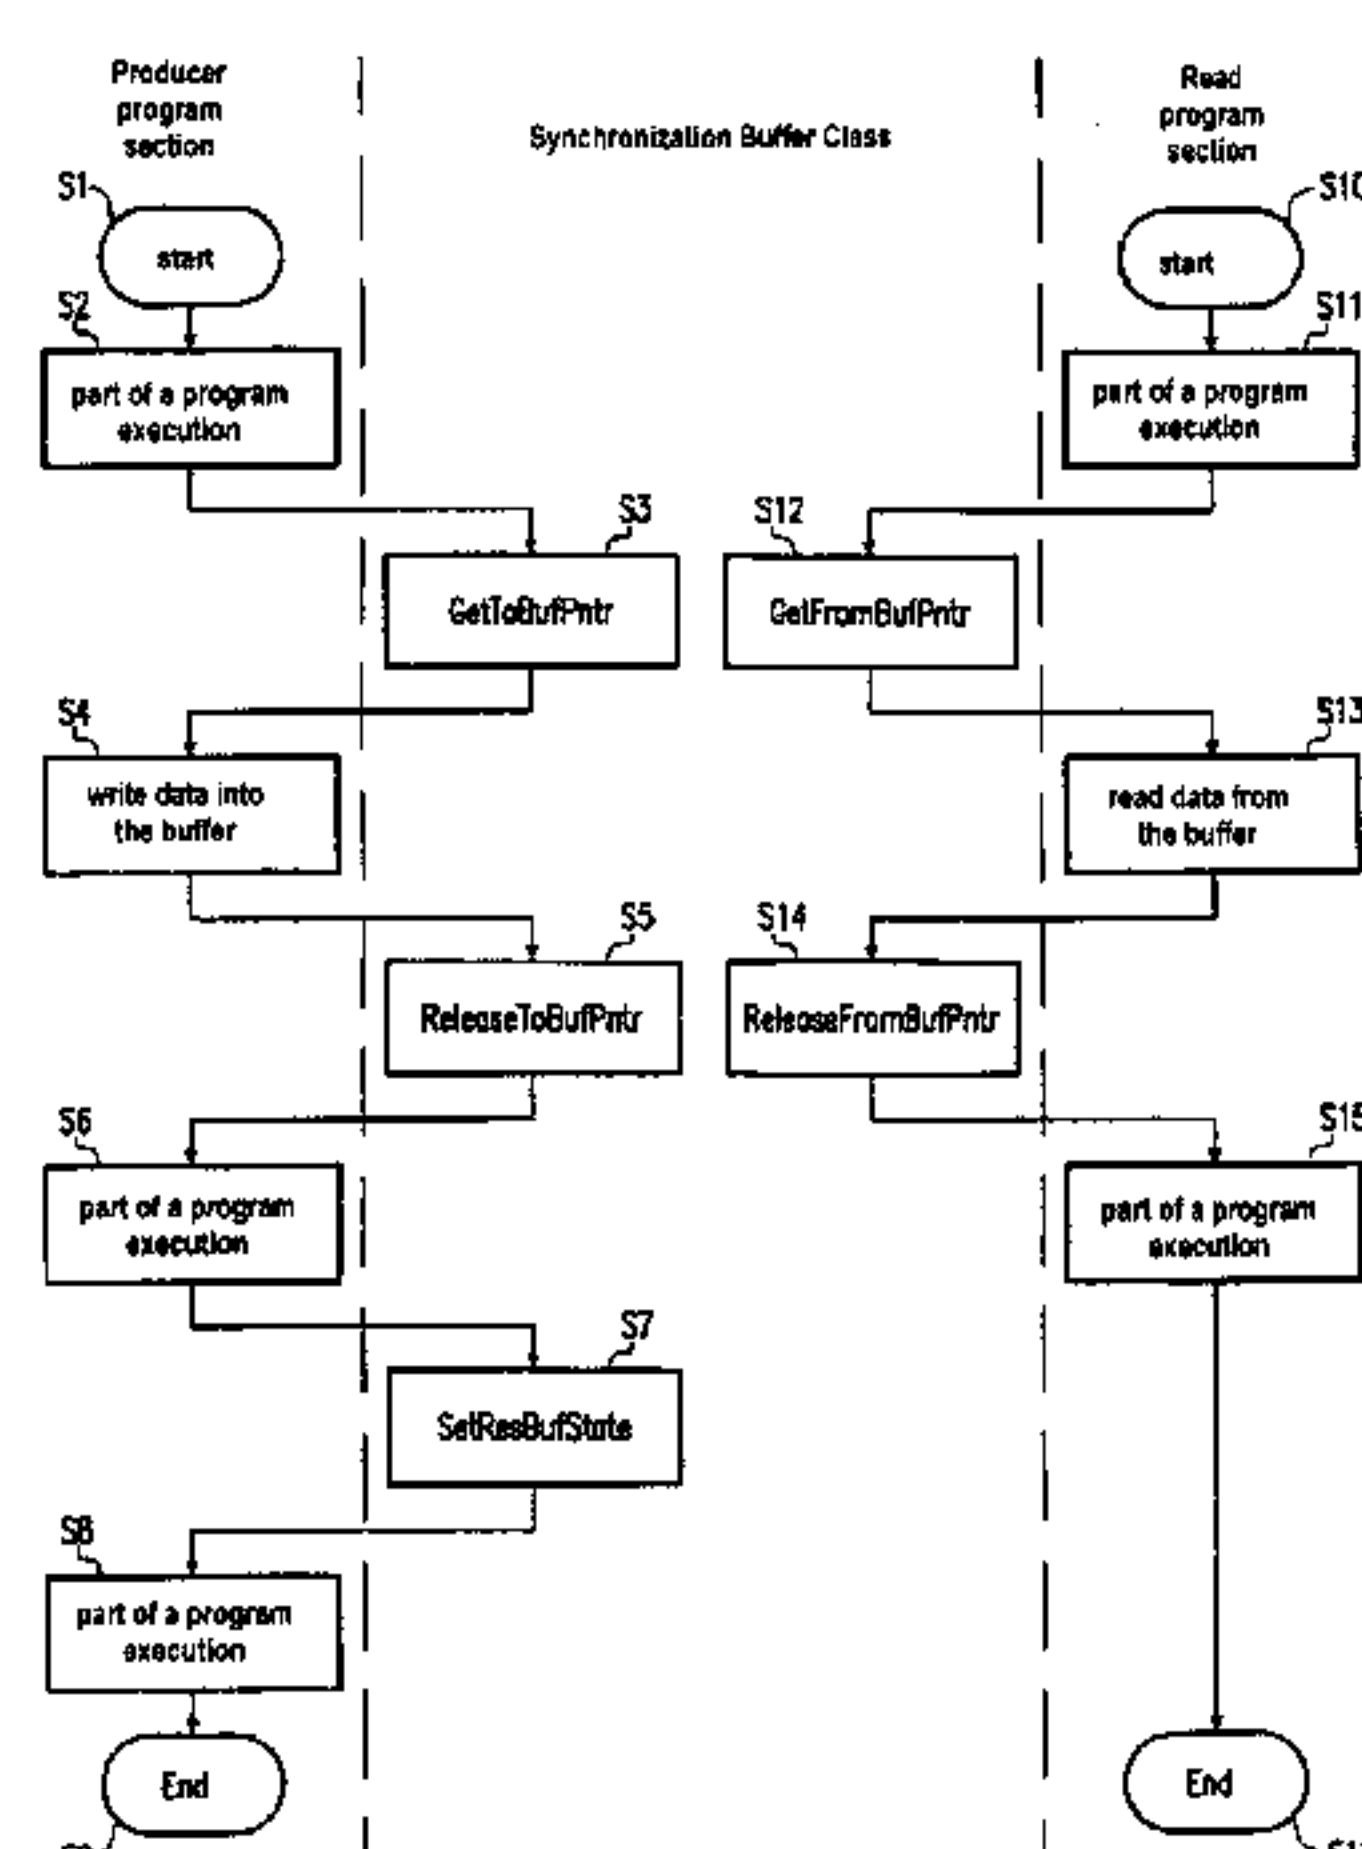 Producer
program
section
Synchronization Buffer Class
Read
program
section
S1
start
S10
start
S2
part of a program
execution
S11
part of a program
execution
S3
GetToBufPntr
S12
GetFromBufPntr
S4
write data into
the buffer
S13
read data from
the buffer
S5
ReleaseToBufPntr
S14
ReleaseFromBufPntr
S6
part of a program
execution
S15
part of a program
execution
S7
SetResBufState
S8
part of a program
execution
End
End